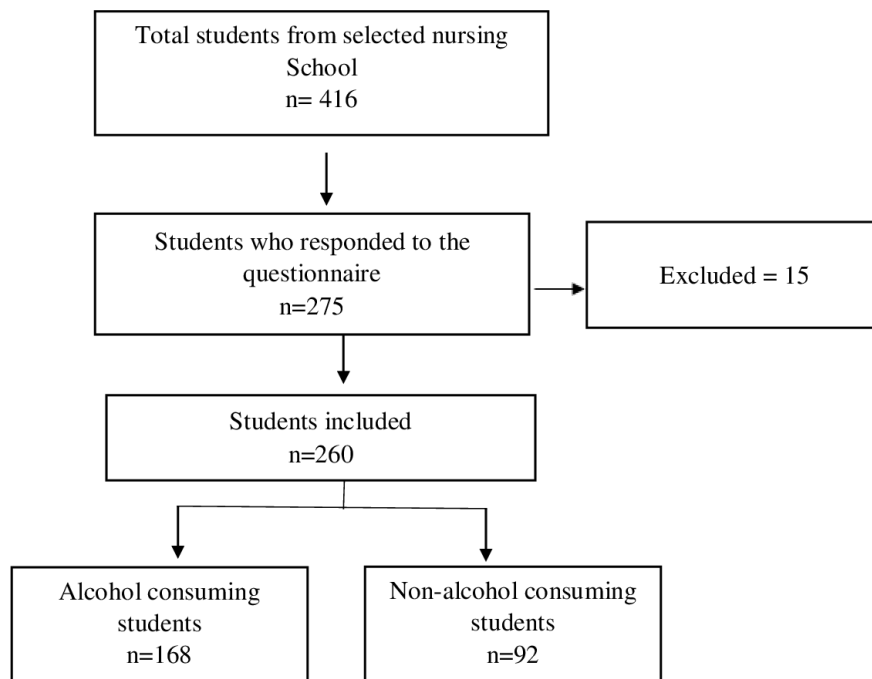 Total students from selected nursing
School
n= 416
Students who responded to the
questionnaire
n=275
Excluded = 15
Students included
n=260
Alcohol consuming
students
n=168
Non-alcohol consuming
students
n=92